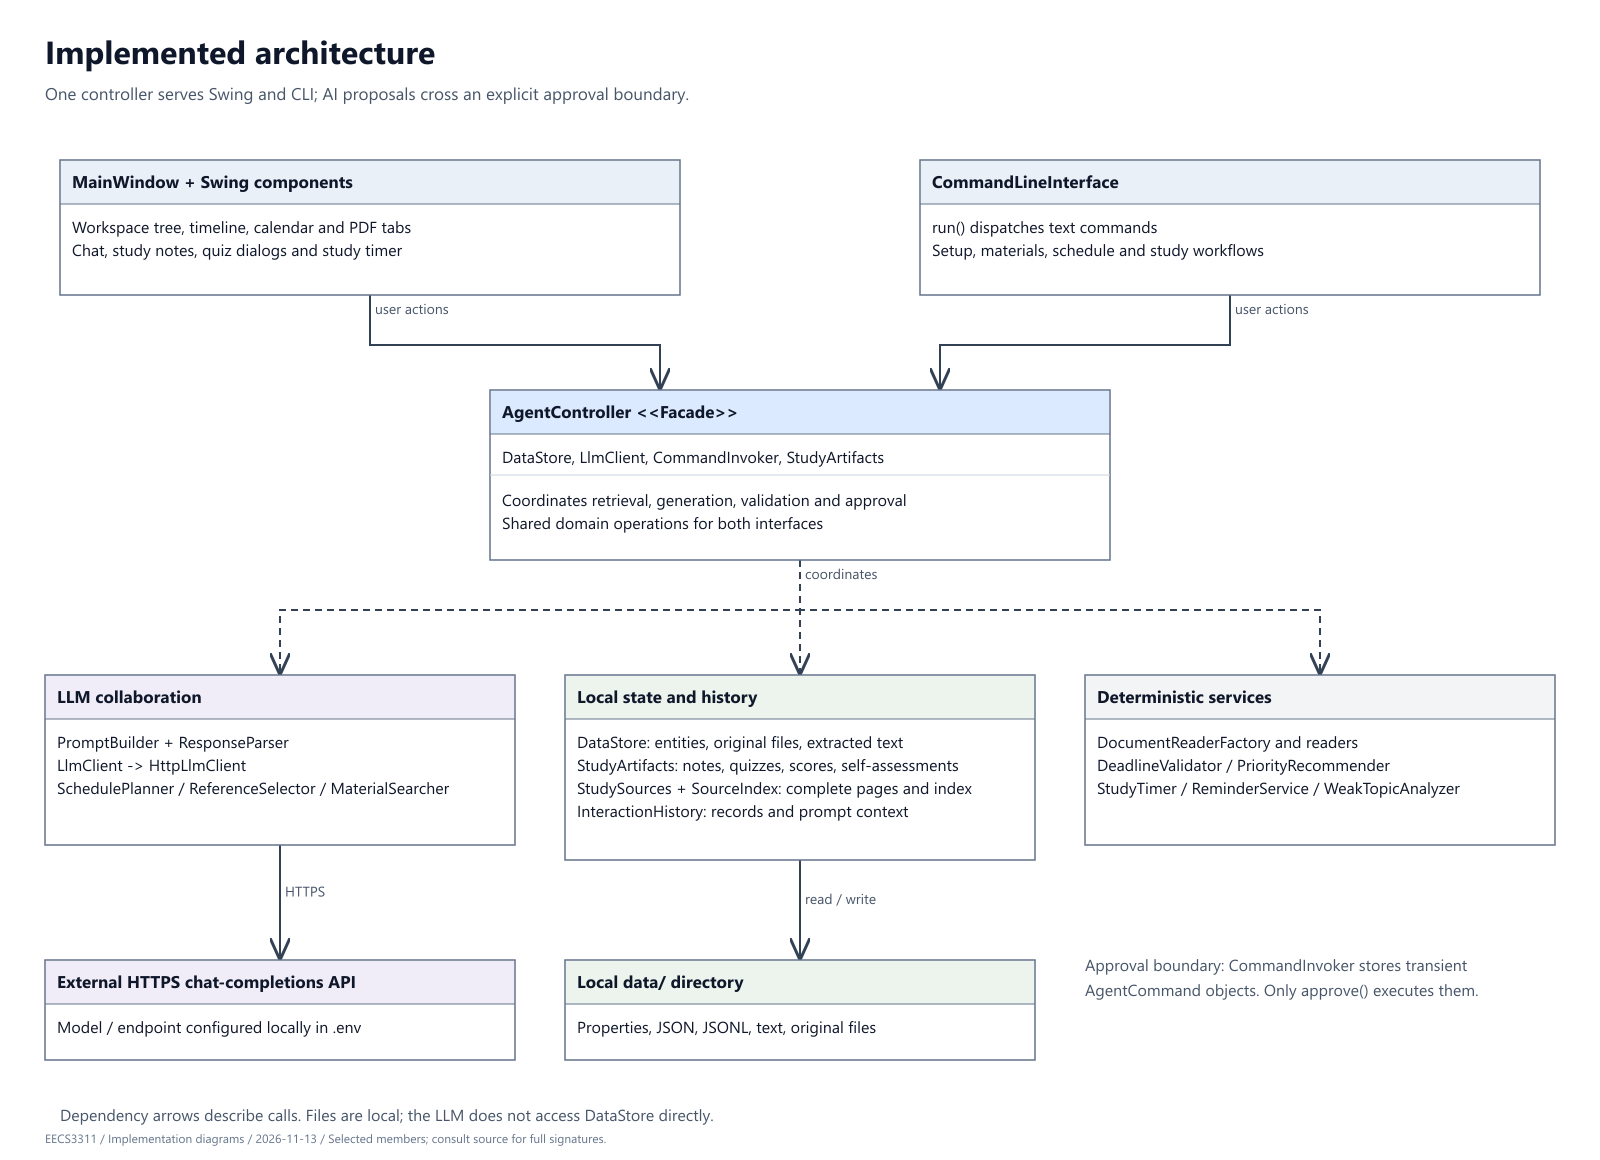 Implemented architecture
One controller serves Swing and CLI; AI proposals cross an explicit approval boundary.
MainWindow + Swing components
Workspace tree, timeline, calendar and PDF tabs
Chat, study notes, quiz dialogs and study timer
CommandLineInterface
run() dispatches text commands
Setup, materials, schedule and study workflows
user actions
user actions
AgentController <<Facade>>
DataStore, LlmClient, CommandInvoker, StudyArtifacts
Coordinates retrieval, generation, validation and approval
Shared domain operations for both interfaces
coordinates
LLM collaboration
PromptBuilder + ResponseParser
LlmClient -> HttpLlmClient
SchedulePlanner / ReferenceSelector / MaterialSearcher
Local state and history
DataStore: entities, original files, extracted text
StudyArtifacts: notes, quizzes, scores, self-assessments
StudySources + SourceIndex: complete pages and index
InteractionHistory: records and prompt context
Deterministic services
DocumentReaderFactory and readers
DeadlineValidator / PriorityRecommender
StudyTimer / ReminderService / WeakTopicAnalyzer
HTTPS
read / write
External HTTPS chat-completions API
Model / endpoint configured locally in .env
Local data/ directory
Properties, JSON, JSONL, text, original files
Approval boundary: CommandInvoker stores transient
AgentCommand objects. Only approve() executes them.
Dependency arrows describe calls. Files are local; the LLM does not access DataStore directly.
EECS3311 / Implementation diagrams / 2026-11-13 / Selected members; consult source for full signatures.